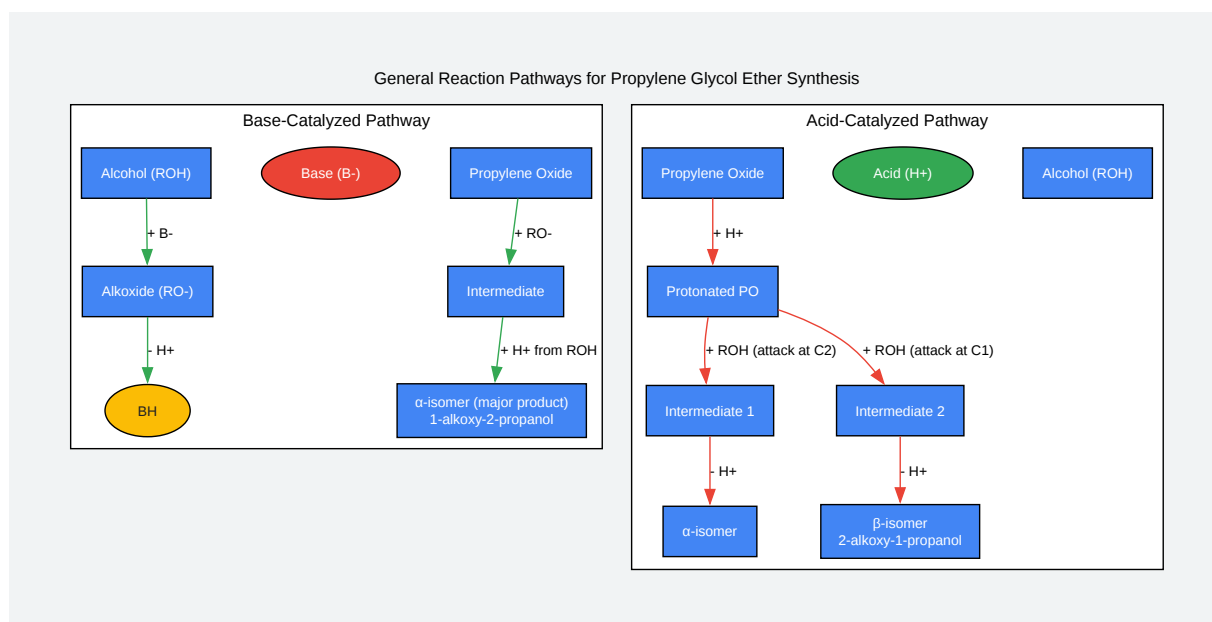 General Reaction Pathways for Propylene Glycol Ether Synthesis
Base-Catalyzed Pathway
Alcohol (ROH)
Base (B-)
Propylene Oxide
+ B-
+ RO-
Alkoxide (RO-)
Intermediate
- H+
+ H+ from ROH
BH
α-isomer (major product)
1-alkoxy-2-propanol
Acid-Catalyzed Pathway
Propylene Oxide
Acid (H+)
Alcohol (ROH)
+ H+
Protonated PO
+ ROH (attack at C2)
+ ROH (attack at C1)
Intermediate 1
Intermediate 2
- H+
- H+
α-isomer
β-isomer
2-alkoxy-1-propanol